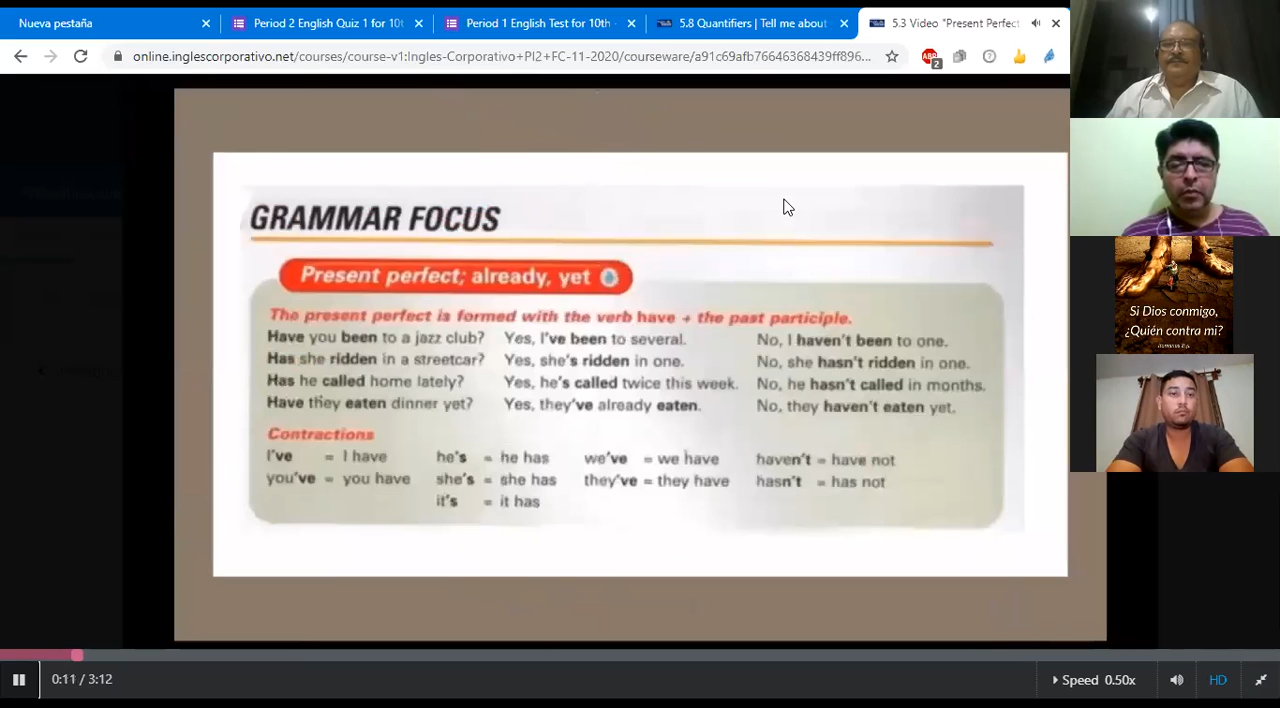 Nueva pestaña
Period 2 English Quiz 1 for 10t
Period 1 English Test for 10th
5.8 Quantifiers | Tell me about
5.3 Video "Present Perfect
online.inglescorporativo.net/courses/course-v1:Ingles-Corporativo+PI2+FC-11-2020/courseware/a91c69afb76646368439ff896...
ABP
2
GRAMMAR FOCUS
Present perfect; already, yet
The present perfect is formed with the verb have + the past participle.
Have you been to a jazz club? Yes, I've been to several. No, I haven't been to one.
Has she ridden in a streetcar? Yes, she's ridden in one. No, she hasn't ridden in one.
Has he called home lately? Yes, he's called twice this week. No, he hasn't called in months.
Have they eaten dinner yet? Yes, they've already eaten. No, they haven't eaten yet.
Contractions
I've = I have he's = he has we've = we have haven't = have not
you've = you have she's = she has they've = they have hasn't = has not
it's = it has
Si Dios conmigo,
¿Quién contra mi?
0:11 / 3:12
Speed 0.50x
HD